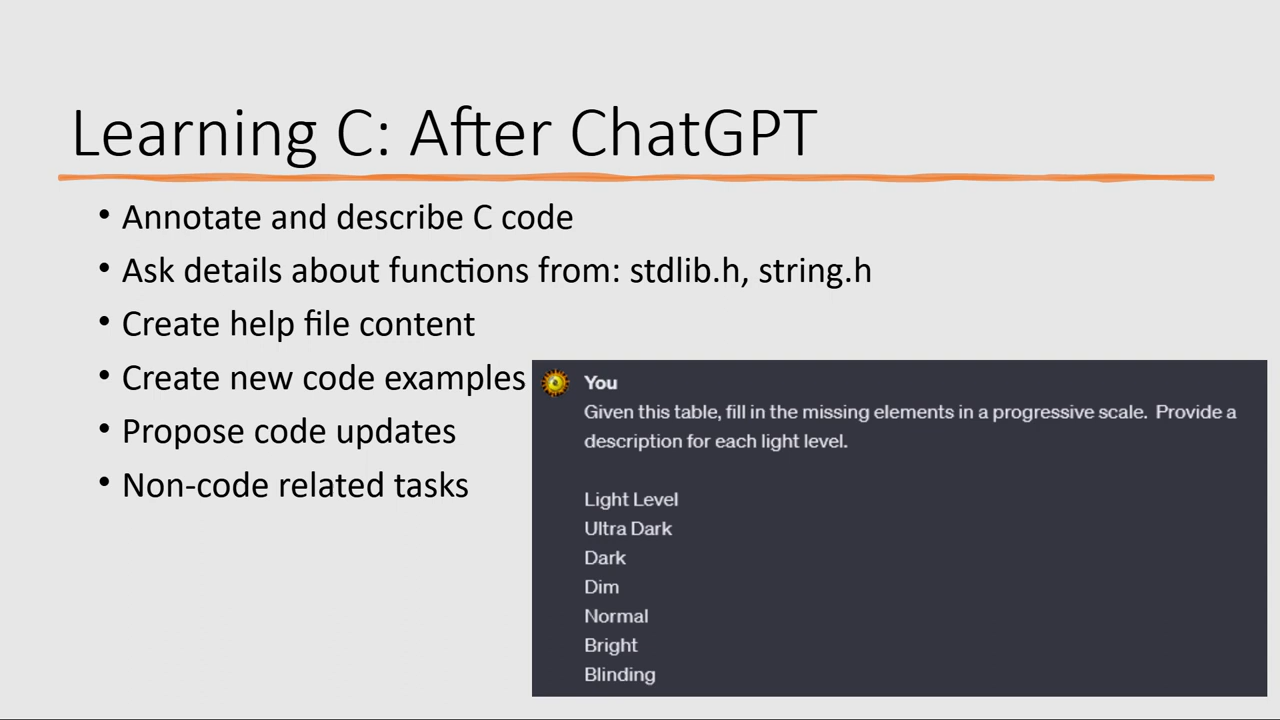 Learning C: After ChatGPT
• Annotate and describe C code
• Ask details about functions from: stdlib.h, string.h
• Create help file content
• Create new code examples
• Propose code updates
• Non-code related tasks
You
Given this table, fill in the missing elements in a progressive scale.  Provide a
description for each light level.
Light Level
Ultra Dark
Dark
Dim
Normal
Bright
Blinding